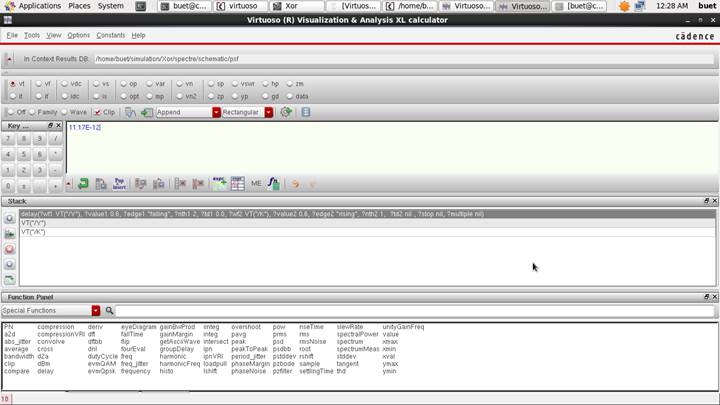 Applications Places System buet@c... virtuoso Xor [Virtuos... [/home/b... Virtuoso... Virtuoso... [buet@c... 12:28 AM buet
Virtuoso (R) Visualization & Analysis XL calculator
File Tools View Options Constants Help cādence
In Context Results DB: /home/buet/simulation/Xor/spectre/schematic/psf
vt vf vdc vs op var vn sp vswr hp zm
it if idc is opt mp vn2 zp yp gd data
Off Family Wave Clip Append Rectangular
Key ...
7 8 9 /
4 5 6 *
1 2 3 -
0 ± . +
11.17E-12
Pop Insert expr ME fx
Stack
delay(?wf1 VT("/Y"), ?value1 0.6, ?edge1 "falling", ?nth1 2, ?td1 0.0, ?wf2 VT("/K"), ?value2 0.6, ?edge2 "rising", ?nth2 1, ?td2 nil , ?stop nil, ?multiple nil)
VT("/Y")
VT("/K")
Function Panel
Special Functions
PN compression deriv eyeDiagram gainBwProd iinteg overshoot pow riseTime slewRate unityGainFreq
a2d compressionVRI dft fallTime gainMargin integ pavg prms rms spectralPower value
abs_jitter convolve dftbb flip getAsciiWave intersect peak psd root spectrum xmax
average cross dnl fourEval groupDelay ipn peakToPeak psdbb root spectrumMeas xmin
bandwidth d2a dutyCycle freq harmonic ipnVRI period_jitter pstddev rshift stddev xval
clip dBm evmQAM freq_jitter harmonicFreq loadpull phaseMargin pzbode sample tangent ymax
compare delay evmQpsk frequency histo lshift phaseNoise pzfilter settlingTime thd ymin
10